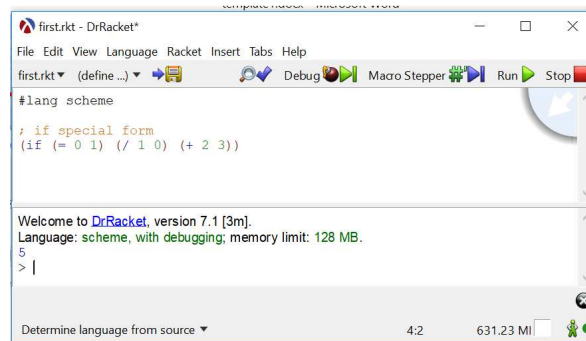 first.rkt - DrRacket*
File Edit View Language Racket Insert Tabs Help
first.rkt▼ (define ...) ▼ Debug Macro Stepper Run Stop
#lang scheme
; if special form
(if (= 0 1) (/ 1 0) (+ 2 3))
Welcome to DrRacket, version 7.1 [3m].
Language: scheme, with debugging; memory limit: 128 MB.
5
>
Determine language from source ▼ 4:2 631.23 MI